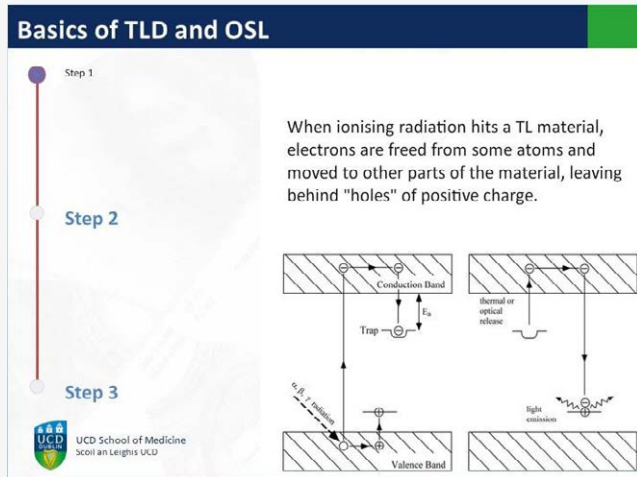 Basics of TLD and OSL
Step 1
Step 2
Step 3
When ionising radiation hits a TL material,
electrons are freed from some atoms and
moved to other parts of the material, leaving
behind "holes" of positive charge.
Conduction Band
Eₐ
Trap
α, β, γ radiation
Valence Band
thermal or
optical
release
light
emission
UCD
DUBLIN
UCD School of Medicine
Scoil an Leighis UCD